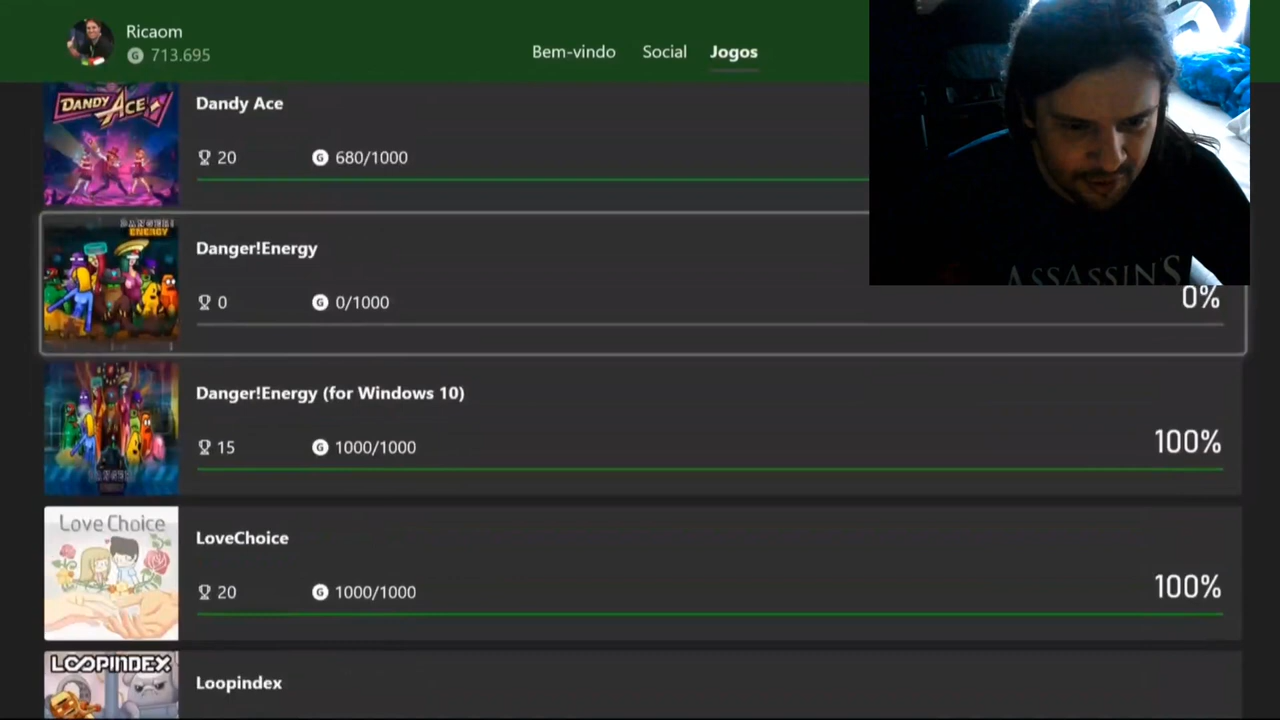 Ricaom
713.695
Bem-vindo
Social
Jogos
DANDY ACE
Dandy Ace
20
680/1000
DANGER!
ENERGY
Danger!Energy
0
0/1000
0%
ASSASSIN'S
Danger!Energy (for Windows 10)
15
1000/1000
100%
Love Choice
LoveChoice
20
1000/1000
100%
LOOPINDEX
Loopindex